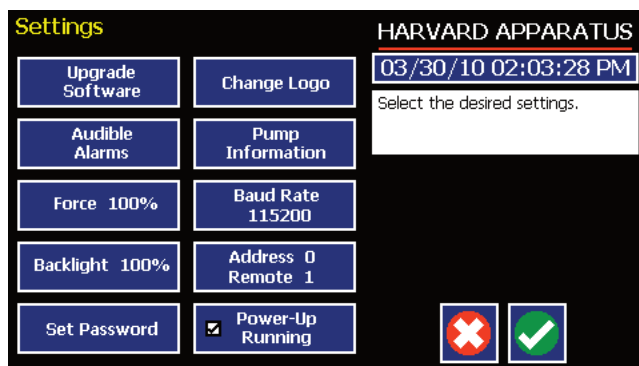 Settings
Upgrade
Software
Change Logo
Audible
Alarms
Pump
Information
Force 100%
Baud Rate
115200
Backlight 100%
Address 0
Remote 1
Set Password
Power-Up
Running
HARVARD APPARATUS
03/30/10 02:03:28 PM
Select the desired settings.